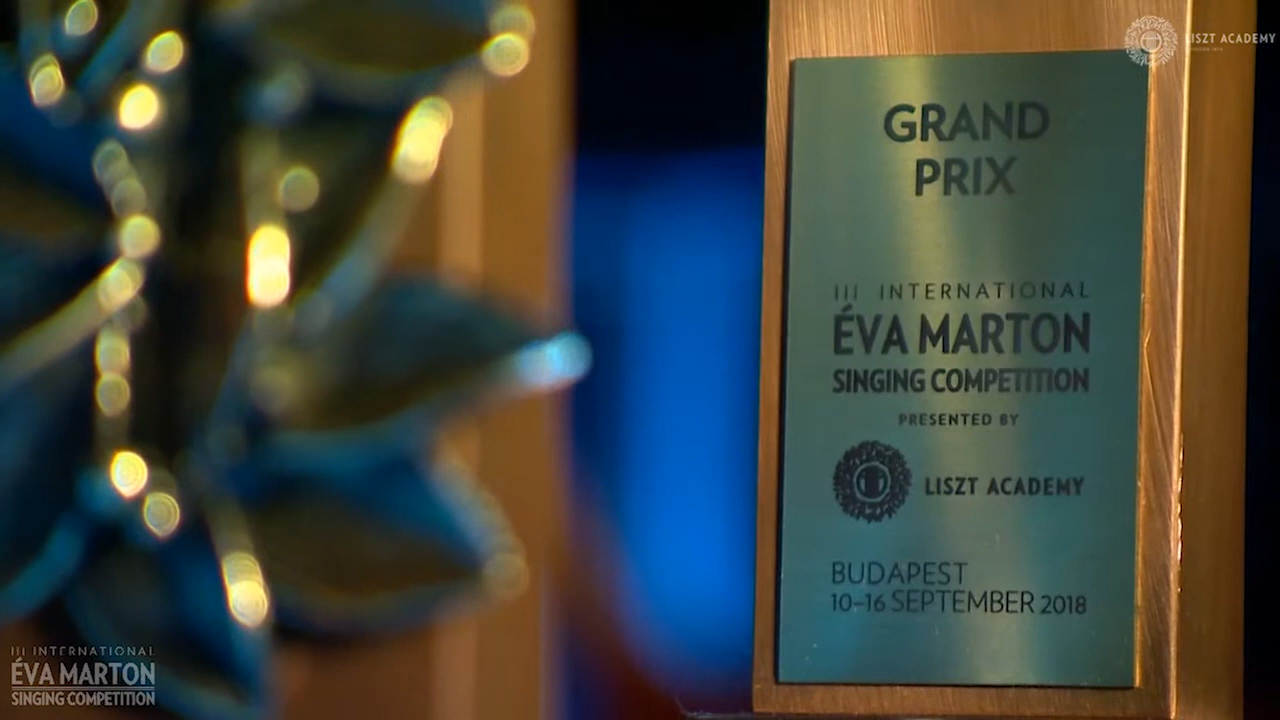 LISZT ACADEMY
GRAND
PRIX
III INTERNATIONAL
ÉVA MARTON
SINGING COMPETITION
PRESENTED BY
LISZT ACADEMY
BUDAPEST
10–16 SEPTEMBER 2018
III INTERNATIONAL
ÉVA MARTON
SINGING COMPETITION